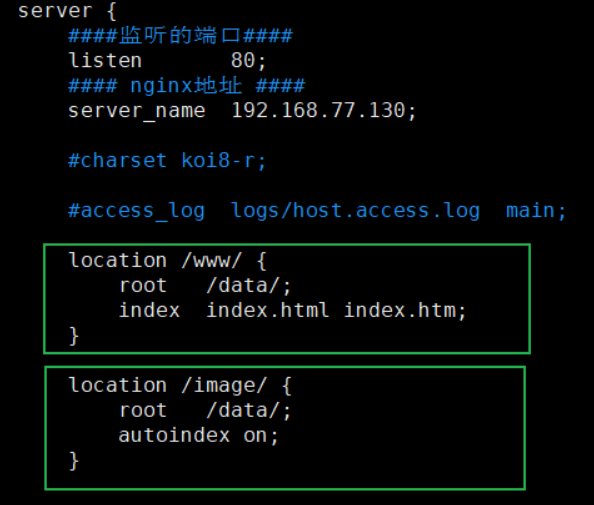 server {
####监听的端口####
listen 80;
#### nginx地址 ####
server_name 192.168.77.130;
#charset koi8-r;
#access_log logs/host.access.log main;
location /www/ {
root /data/;
index index.html index.htm;
}
location /image/ {
root /data/;
autoindex on;
}